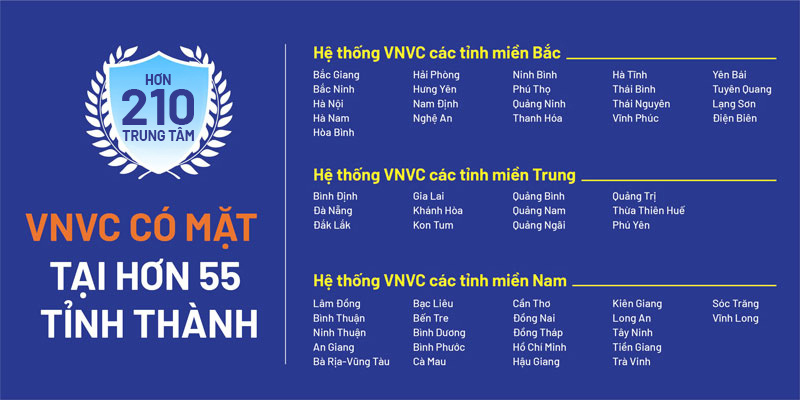 HƠN
210
TRUNG TÂM
VNVC CÓ MẶT
TẠI HƠN 55
TỈNH THÀNH
Hệ thống VNVC các tỉnh miền Bắc
Bắc Giang Hải Phòng Ninh Bình Hà Tĩnh Yên Bái
Bắc Ninh Hưng Yên Phú Thọ Thái Bình Tuyên Quang
Hà Nội Nam Định Quảng Ninh Thái Nguyên Lạng Sơn
Hà Nam Nghệ An Thanh Hóa Vĩnh Phúc Điện Biên
Hòa Bình
Hệ thống VNVC các tỉnh miền Trung
Bình Định Gia Lai Quảng Bình Quảng Trị
Đà Nẵng Khánh Hòa Quảng Nam Thừa Thiên Huế
Đắk Lắk Kon Tum Quảng Ngãi Phú Yên
Hệ thống VNVC các tỉnh miền Nam
Lâm Đồng Bạc Liêu Cần Thơ Kiên Giang Sóc Trăng
Bình Thuận Bến Tre Đồng Nai Long An Vĩnh Long
Ninh Thuận Bình Dương Đồng Tháp Tây Ninh
An Giang Bình Phước Hồ Chí Minh Tiền Giang
Bà Rịa-Vũng Tàu Cà Mau Hậu Giang Trà Vinh